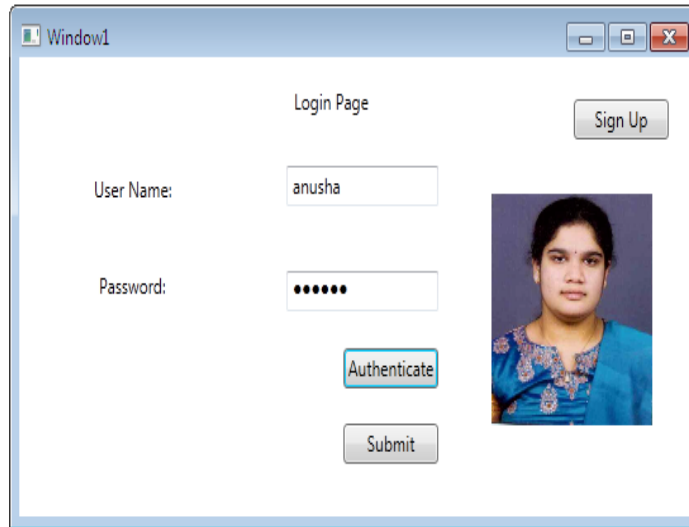 Window1
Login Page
Sign Up
User Name:
anusha
Password:
••••••
Authenticate
Submit